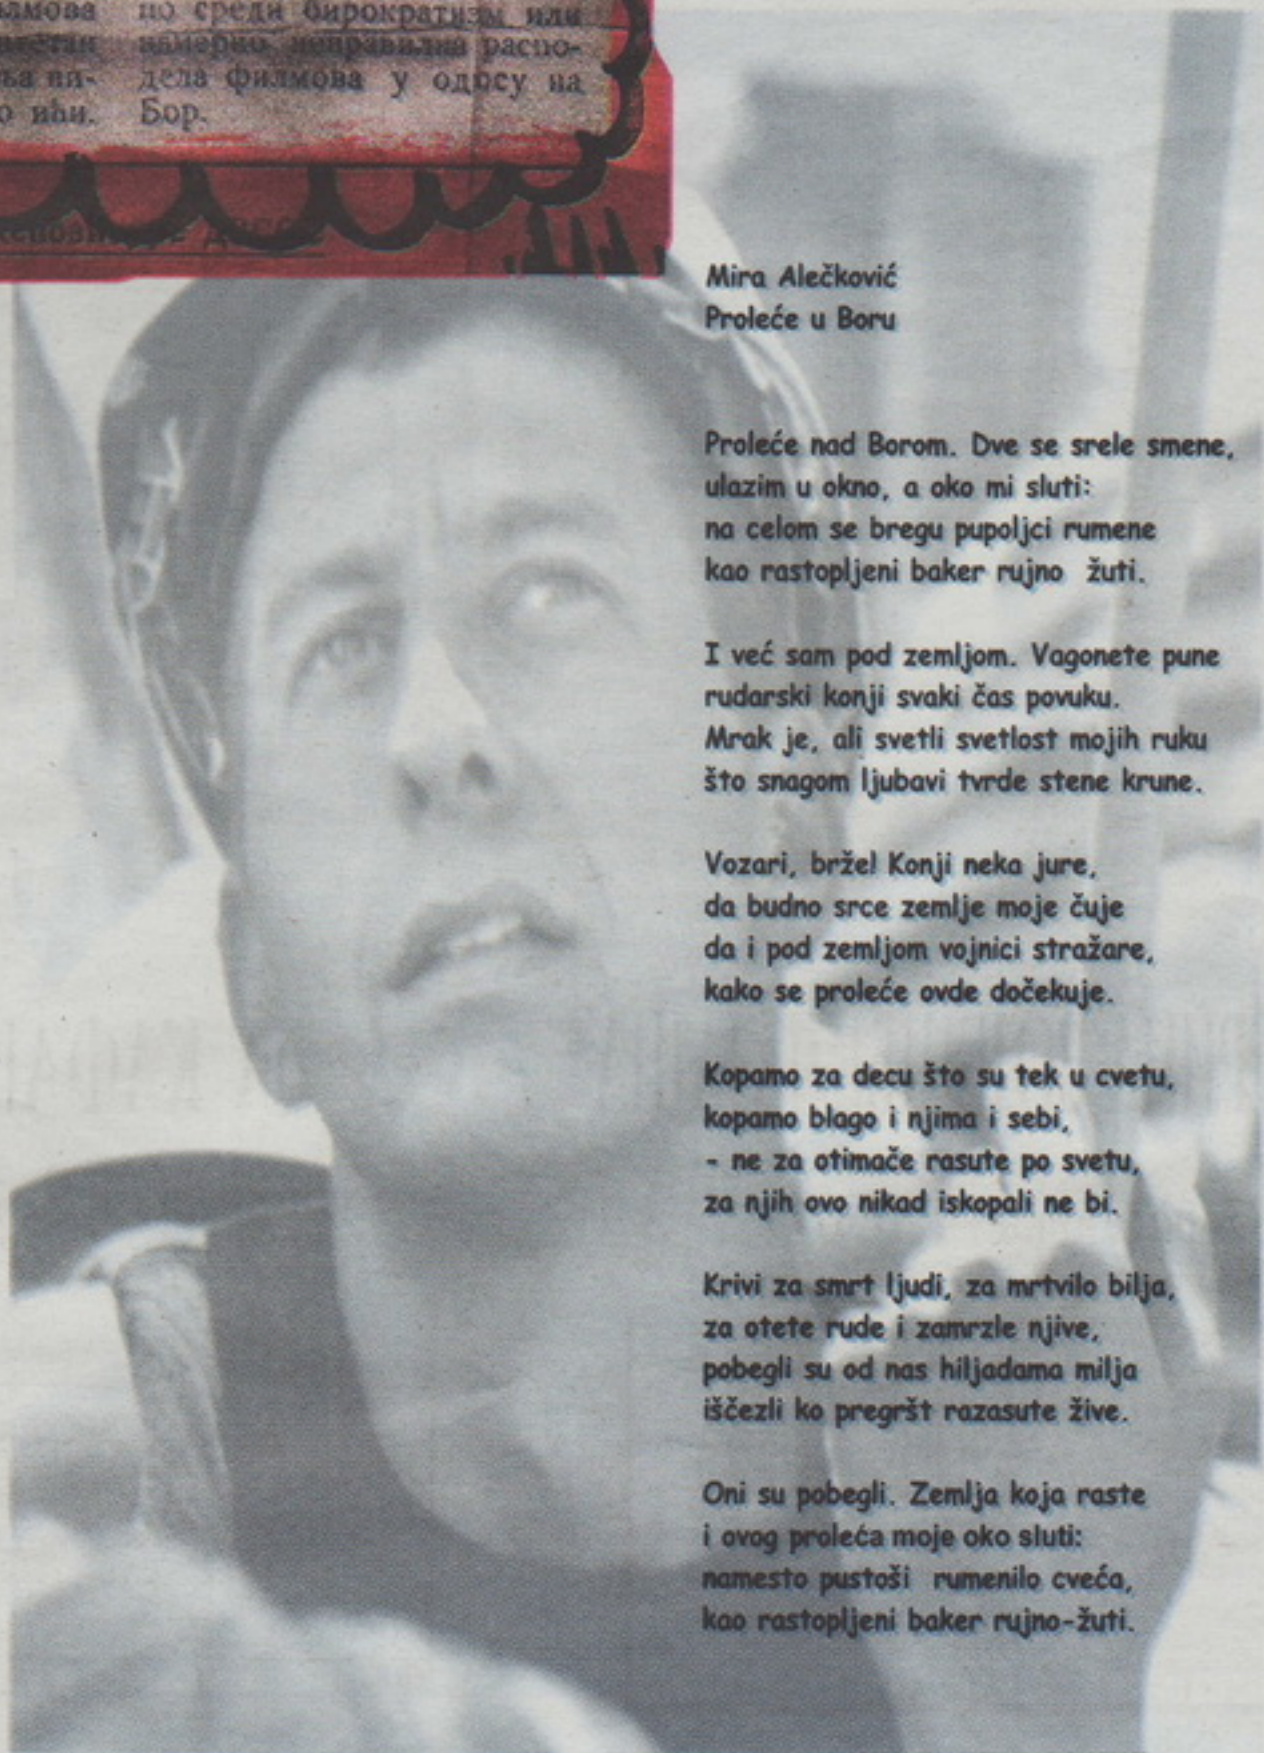 лмова
по среди бирократизм или
намерно неправилна распо-
ња ви-
дела филмова у односу на
о ићи.
Бор.
Mira Alečković
Proleće u Boru
Proleće nad Borom. Dve se srele smene,
ulazim u okno, a oko mi sluti:
na celom se bregu pupoljci rumene
kao rastopljeni baker rujno žuti.
I već sam pod zemljom. Vagonete pune
rudarski konji svaki čas povuku.
Mrak je, ali svetli svetlost mojih ruku
što snagom ljubavi tvrde stene krune.
Vozari, brže! Konji neka jure,
da budno srce zemlje moje čuje
da i pod zemljom vojnici stražare,
kako se proleće ovde dočekuje.
Kopamo za decu što su tek u cvetu,
kopamo blago i njima i sebi,
- ne za otimače rasute po svetu,
za njih ovo nikad iskopali ne bi.
Krivi za smrt ljudi, za mrtvilo bilja,
za otete rude i zamrzle njive,
pobegli su od nas hiljadama milja
iščezli ko pregršt razasute žive.
Oni su pobegli. Zemlja koja raste
i ovog proleća moje oko sluti:
namesto pustoši rumenilo cveća,
kao rastopljeni baker rujno-žuti.